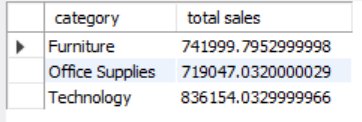 category total sales
Furniture 741999.7952999998
Office Supplies 719047.0320000029
Technology 836154.0329999966